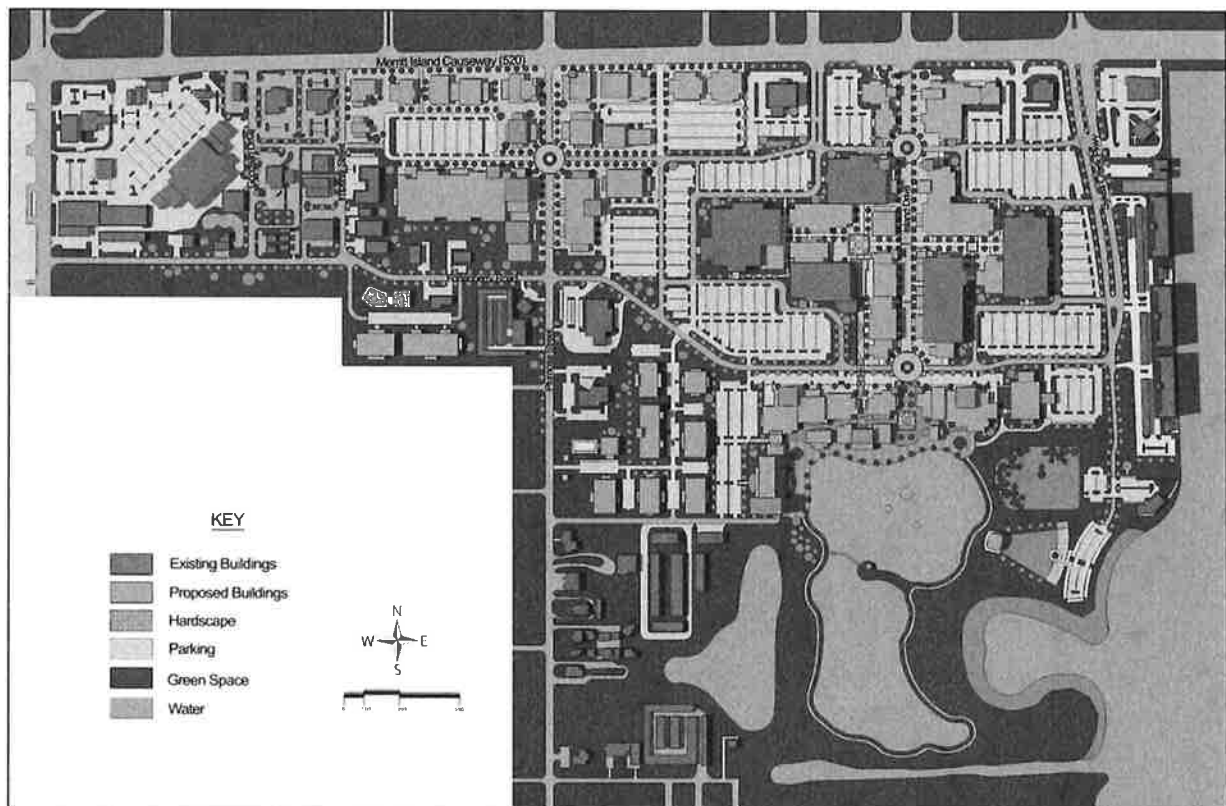 Merritt Island Causeway (520)
KEY
Existing Buildings
Proposed Buildings
Hardscape
Parking
Green Space
Water
N
W E
S